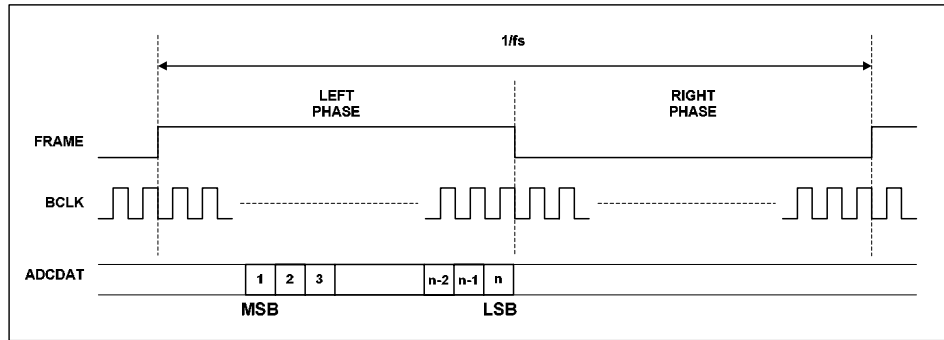 1/fs
LEFT
PHASE
RIGHT
PHASE
FRAME
BCLK
ADCDAT
1 2 3 n-2 n-1 n
MSB LSB